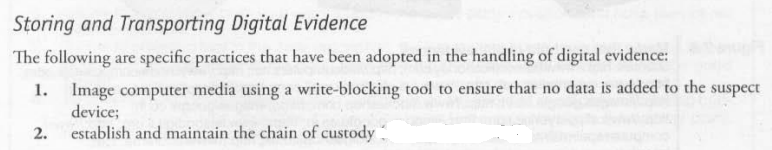 Storing and Transporting Digital Evidence
The following are specific practices that have been adopted in the handling of digital evidence:
1. Image computer media using a write-blocking tool to ensure that no data is added to the suspect
device;
2. establish and maintain the chain of custody